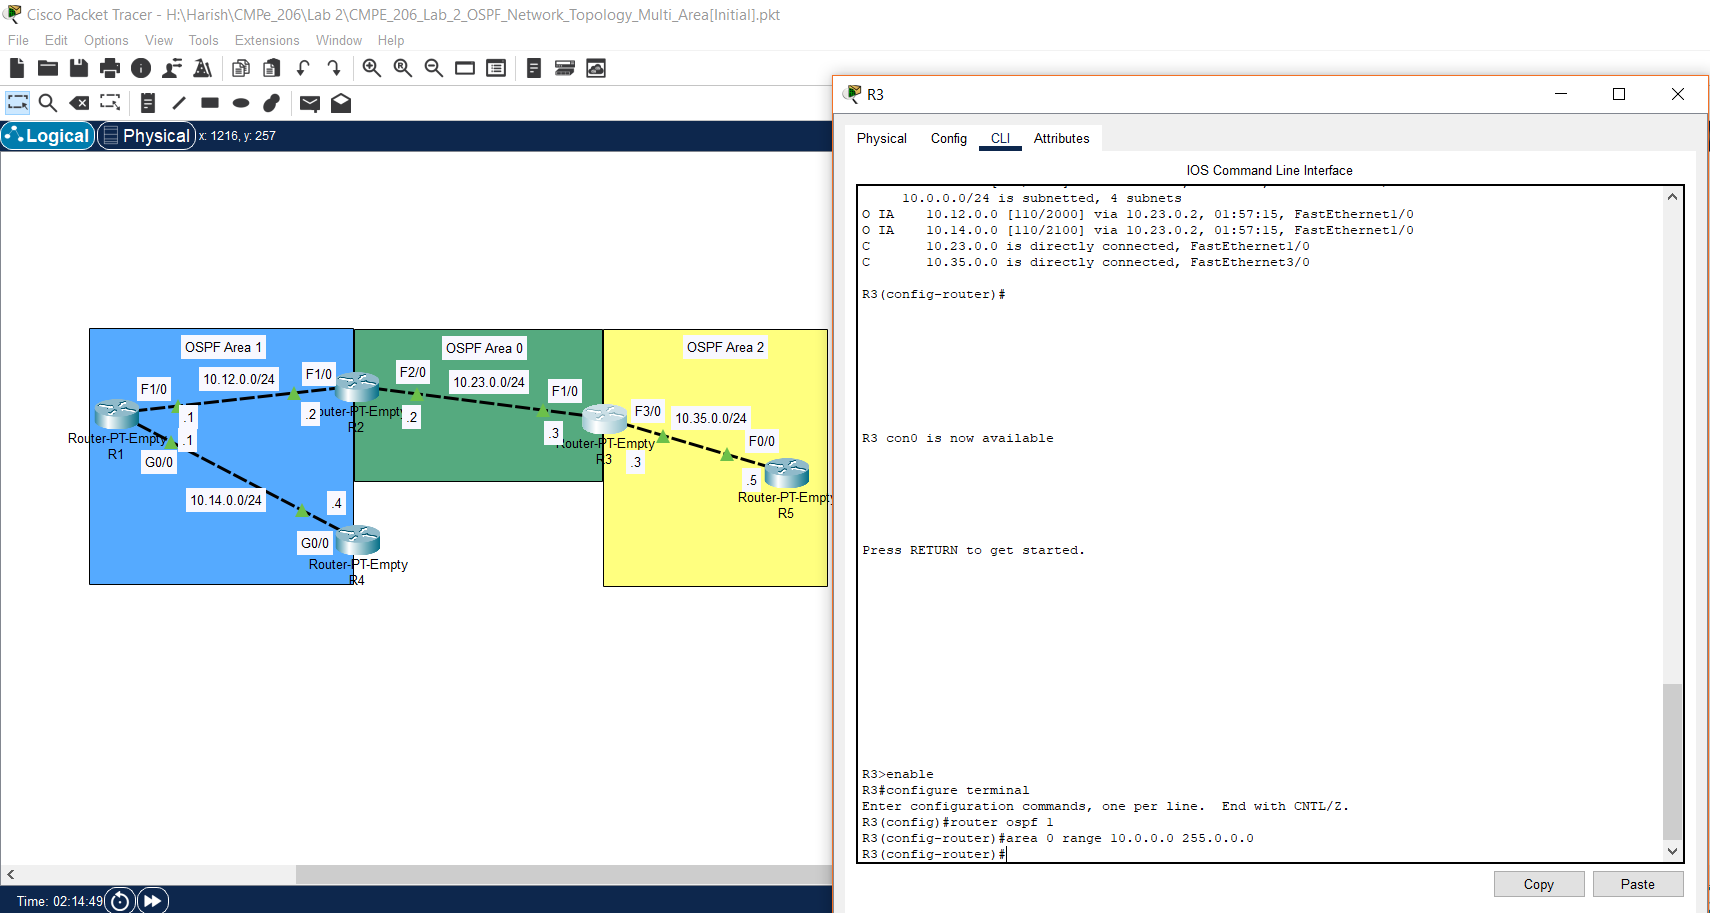 Cisco Packet Tracer - H:\Harish\CMPe_206\Lab 2\CMPE_206_Lab_2_OSPF_Network_Topology_Multi_Area[Initial].pkt
File Edit Options View Tools Extensions Window Help
Logical Physical x: 1216, y: 257
OSPF Area 1
OSPF Area 0
OSPF Area 2
F1/0
10.12.0.0/24
F1/0
F2/0
10.23.0.0/24
F1/0
F3/0
10.35.0.0/24
F0/0
.1
.1
.2
.2
.3
.3
.5
Router-PT-Empty
R1
outer-PT-Empty
R2
Router-PT-Empty
R3
Router-PT-Empty
R5
G0/0
10.14.0.0/24
.4
G0/0
Router-PT-Empty
R4
Time: 02:14:49
R3
Physical Config CLI Attributes
IOS Command Line Interface
10.0.0.0/24 is subnetted, 4 subnets
O IA 10.12.0.0 [110/2000] via 10.23.0.2, 01:57:15, FastEthernet1/0
O IA 10.14.0.0 [110/2100] via 10.23.0.2, 01:57:15, FastEthernet1/0
C 10.23.0.0 is directly connected, FastEthernet1/0
C 10.35.0.0 is directly connected, FastEthernet3/0
R3(config-router)#
R3 con0 is now available
Press RETURN to get started.
R3>enable
R3#configure terminal
Enter configuration commands, one per line. End with CNTL/Z.
R3(config)#router ospf 1
R3(config-router)#area 0 range 10.0.0.0 255.0.0.0
R3(config-router)#
Copy Paste